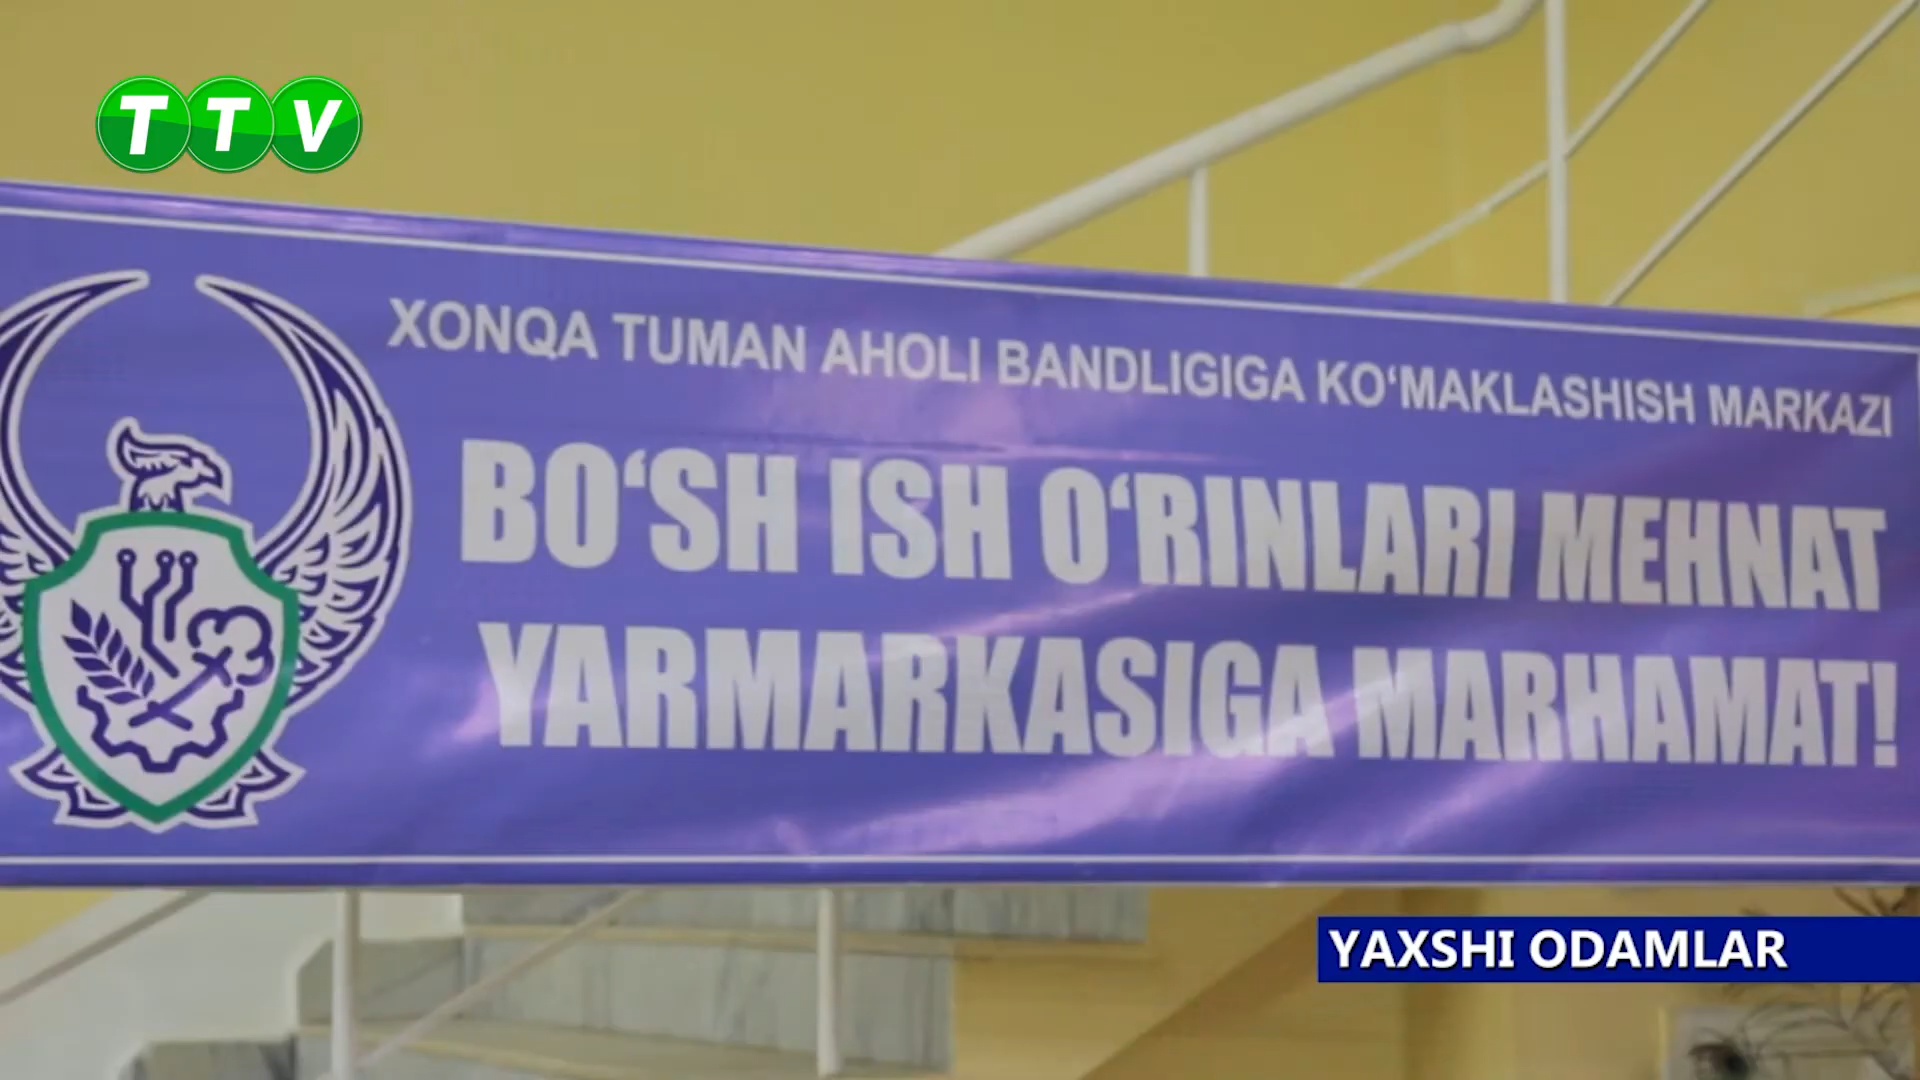 TTV
XONQA TUMAN AHOLI BANDLIGIGA KO‘MAKLASHISH MARKAZI
BO‘SH ISH O‘RINLARI MEHNAT
YARMARKASIGA MARHAMAT!
YAXSHI ODAMLAR